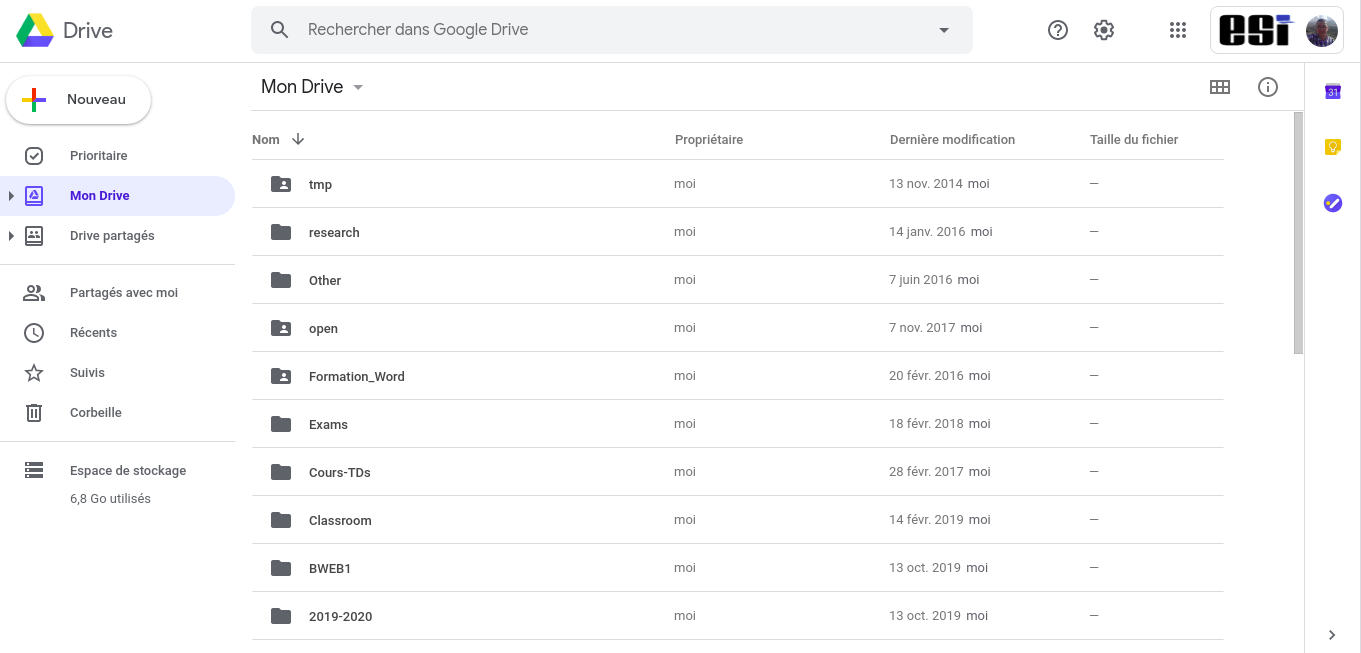 Drive
Rechercher dans Google Drive
esi
Nouveau
Mon Drive
31
Prioritaire
Mon Drive
Drive partagés
Partagés avec moi
Récents
Suivis
Corbeille
Espace de stockage
6,8 Go utilisés
Nom Propriétaire Dernière modification Taille du fichier
tmp moi 13 nov. 2014 moi —
research moi 14 janv. 2016 moi —
Other moi 7 juin 2016 moi —
open moi 7 nov. 2017 moi —
Formation_Word moi 20 févr. 2016 moi —
Exams moi 18 févr. 2018 moi —
Cours-TDs moi 28 févr. 2017 moi —
Classroom moi 14 févr. 2019 moi —
BWEB1 moi 13 oct. 2019 moi —
2019-2020 moi 13 oct. 2019 moi —